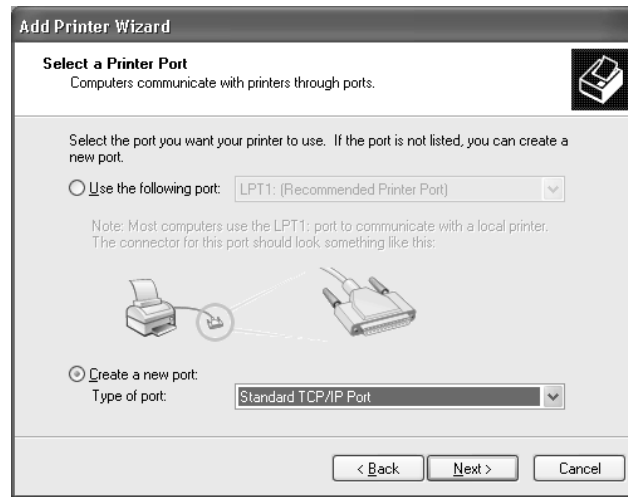 Add Printer Wizard
Select a Printer Port
Computers communicate with printers through ports.
Select the port you want your printer to use. If the port is not listed, you can create a
new port.
Use the following port: LPT1: (Recommended Printer Port)
Note: Most computers use the LPT1: port to communicate with a local printer.
The connector for this port should look something like this:
Create a new port:
Type of port: Standard TCP/IP Port
< Back Next > Cancel